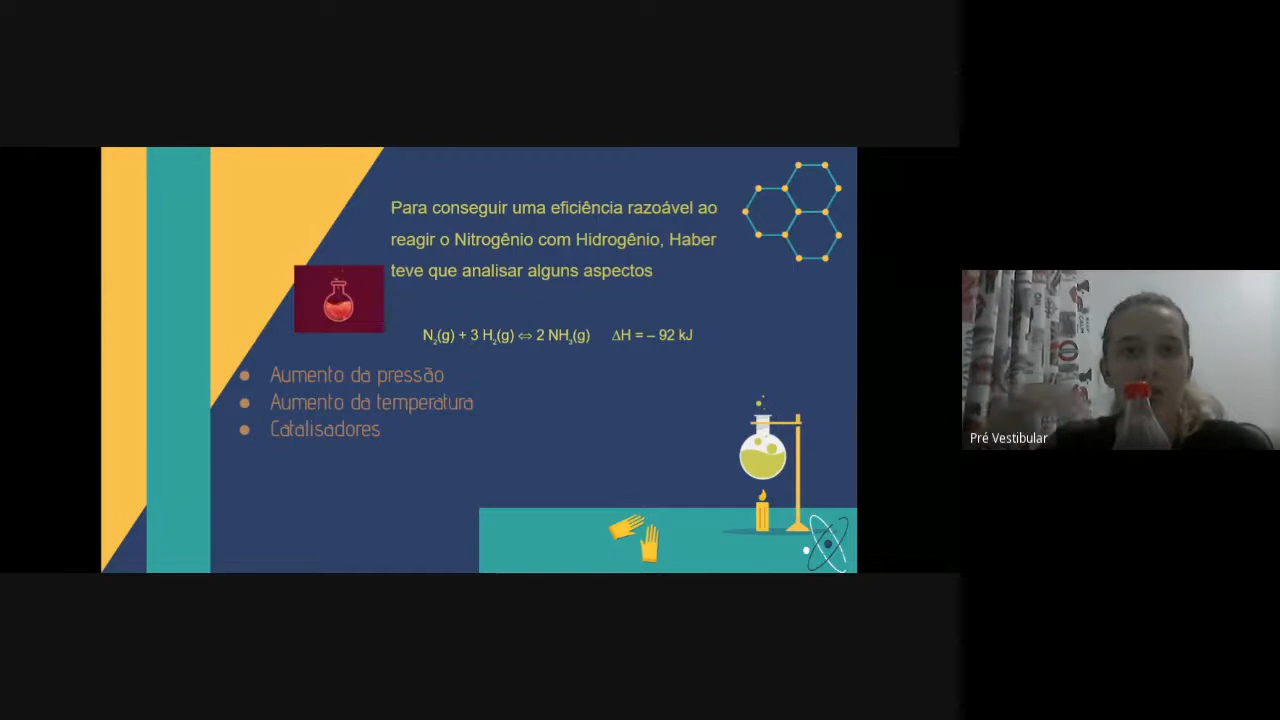 Para conseguir uma eficiência razoável ao
reagir o Nitrogênio com Hidrogênio, Haber
teve que analisar alguns aspectos
N₂(g) + 3 H₂(g) ⇔ 2 NH₃(g) ΔH = – 92 kJ
● Aumento da pressão
● Aumento da temperatura
● Catalisadores
Pré Vestibular